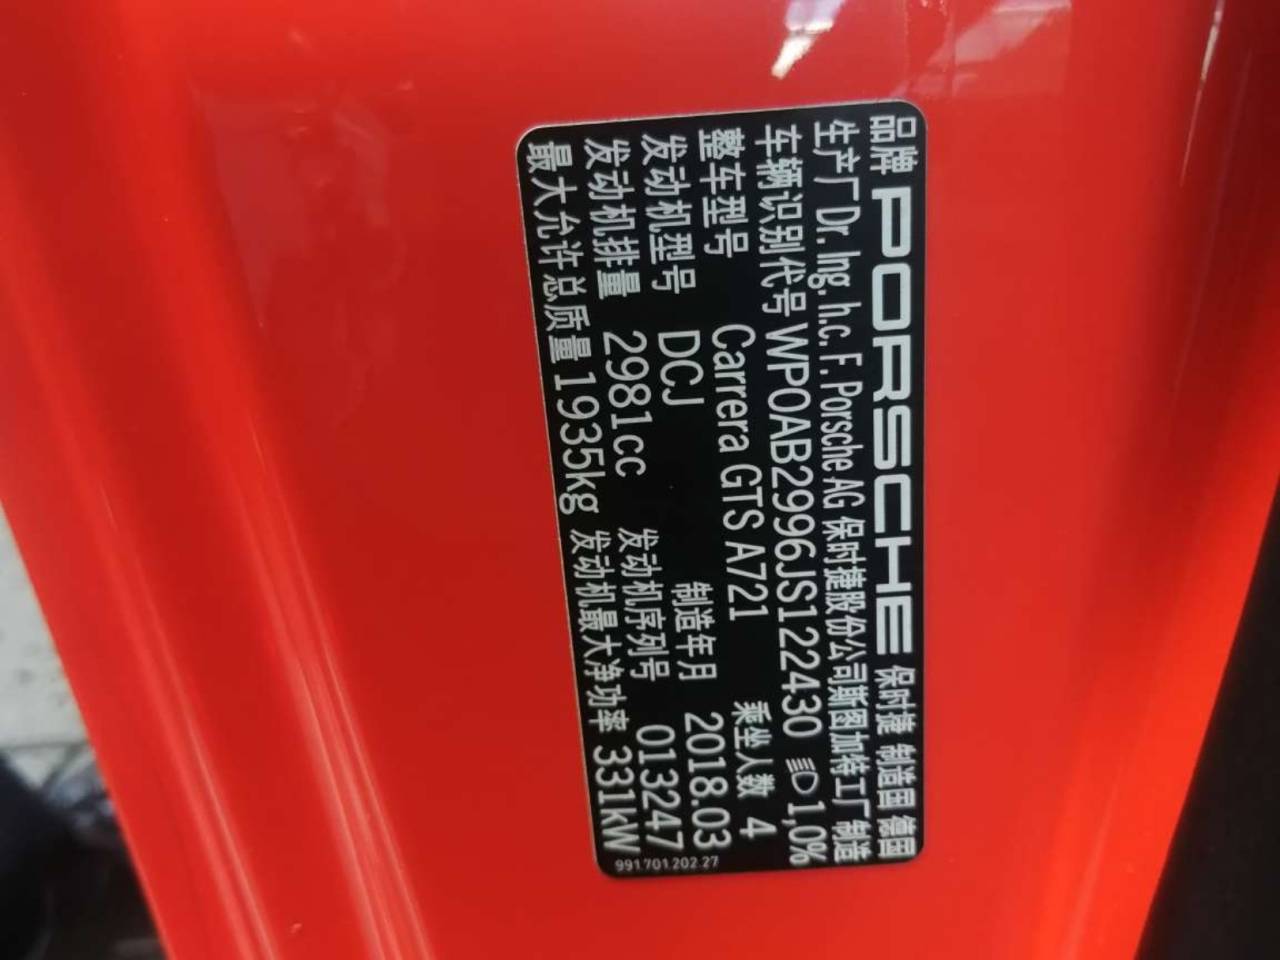 品牌 PORSCHE 保时捷 制造国 德国
生产厂 Dr. Ing. h.c. F. Porsche AG 保时捷股份公司斯图加特工厂制造
车辆识别代号 WP0AB2996JS122430 1,0%
整车型号 Carrera GTS A721 乘坐人数 4
发动机型号 DCJ 制造年月 2018.03
发动机排量 2981cc 发动机序列号 013247
最大允许总质量 1935kg 发动机最大净功率 331kW
991.701.202.27